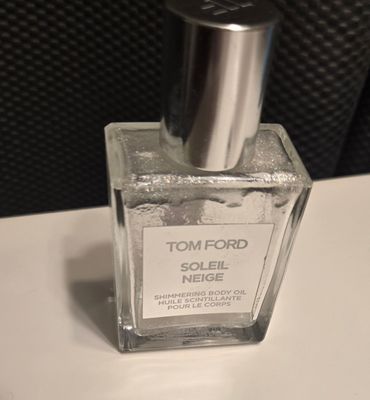 TOM FORD
SOLEIL
NEIGE
SHIMMERING BODY OIL
HUILE SCINTILLANTE
POUR LE CORPS